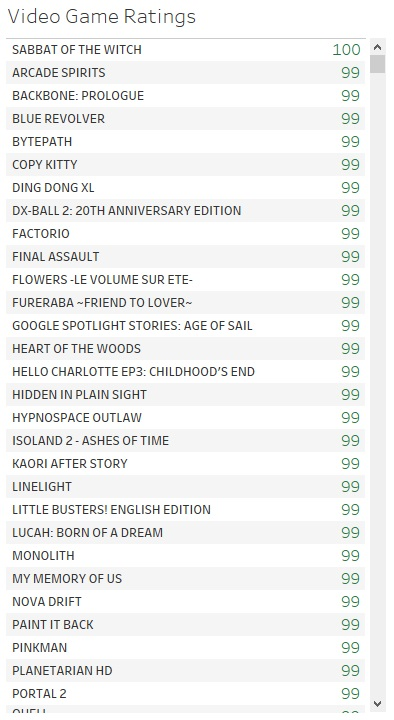 Video Game Ratings
SABBAT OF THE WITCH 100
ARCADE SPIRITS 99
BACKBONE: PROLOGUE 99
BLUE REVOLVER 99
BYTEPATH 99
COPY KITTY 99
DING DONG XL 99
DX-BALL 2: 20TH ANNIVERSARY EDITION 99
FACTORIO 99
FINAL ASSAULT 99
FLOWERS -LE VOLUME SUR ETE- 99
FURERABA ~FRIEND TO LOVER~ 99
GOOGLE SPOTLIGHT STORIES: AGE OF SAIL 99
HEART OF THE WOODS 99
HELLO CHARLOTTE EP3: CHILDHOOD'S END 99
HIDDEN IN PLAIN SIGHT 99
HYPNOSPACE OUTLAW 99
ISOLAND 2 - ASHES OF TIME 99
KAORI AFTER STORY 99
LINELIGHT 99
LITTLE BUSTERS! ENGLISH EDITION 99
LUCAH: BORN OF A DREAM 99
MONOLITH 99
MY MEMORY OF US 99
NOVA DRIFT 99
PAINT IT BACK 99
PINKMAN 99
PLANETARIAN HD 99
PORTAL 2 99